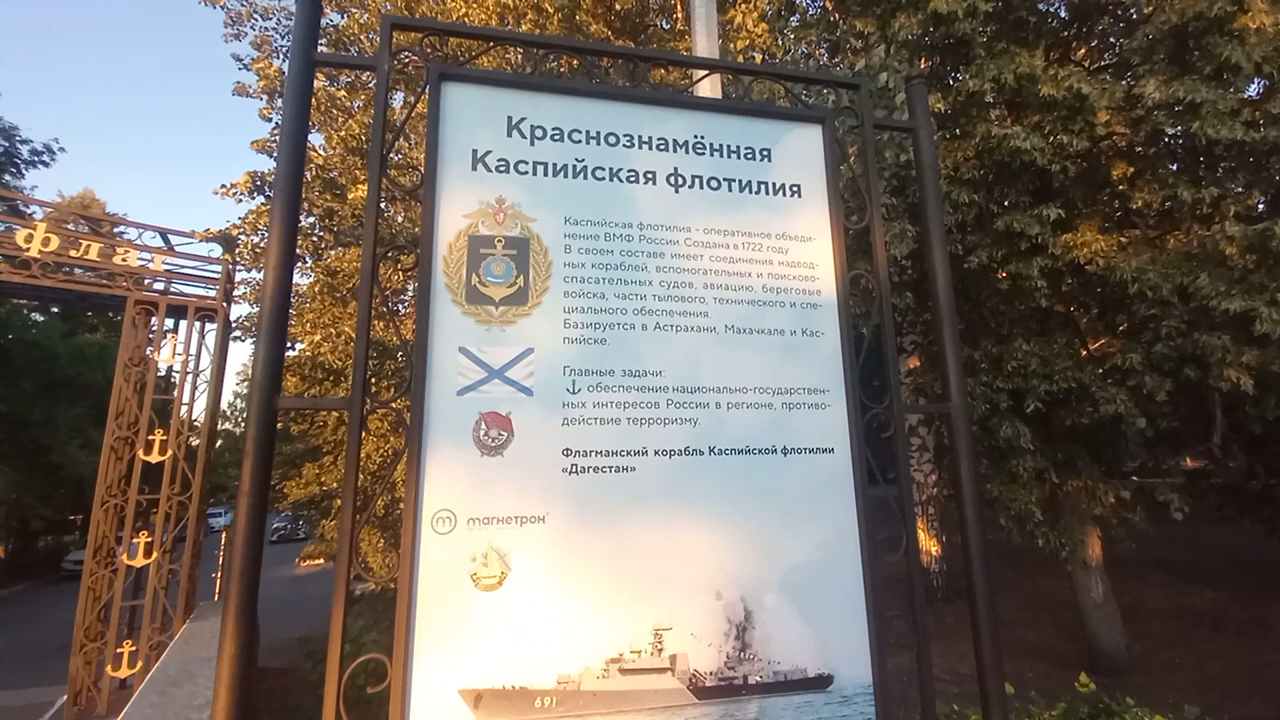 Краснознамённая
Каспийская флотилия
Каспийская флотилия - оперативное объеди-
нение ВМФ России. Создана в 1722 году
В своем составе имеет соединения надвод-
ных кораблей, вспомогательных и поисково-
спасательных судов, авиацию, береговые
войска, части тылового, технического и спе-
циального обеспечения.
Базируется в Астрахани, Махачкале и Кас-
пийске.
Главные задачи:
обеспечение национально-государствен-
ных интересов России в регионе, противо-
действие терроризму.
Флагманский корабль Каспийской флотилии
«Дагестан»
магнетрон
691
флаг